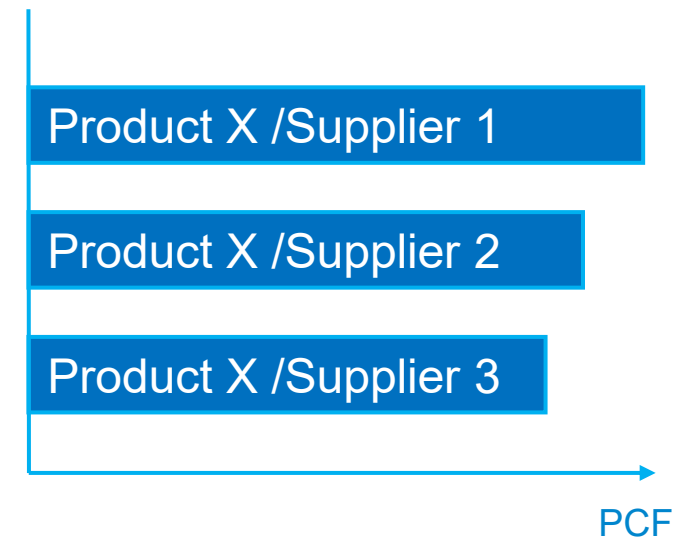 Product X /Supplier 1
Product X /Supplier 2
Product X /Supplier 3
PCF